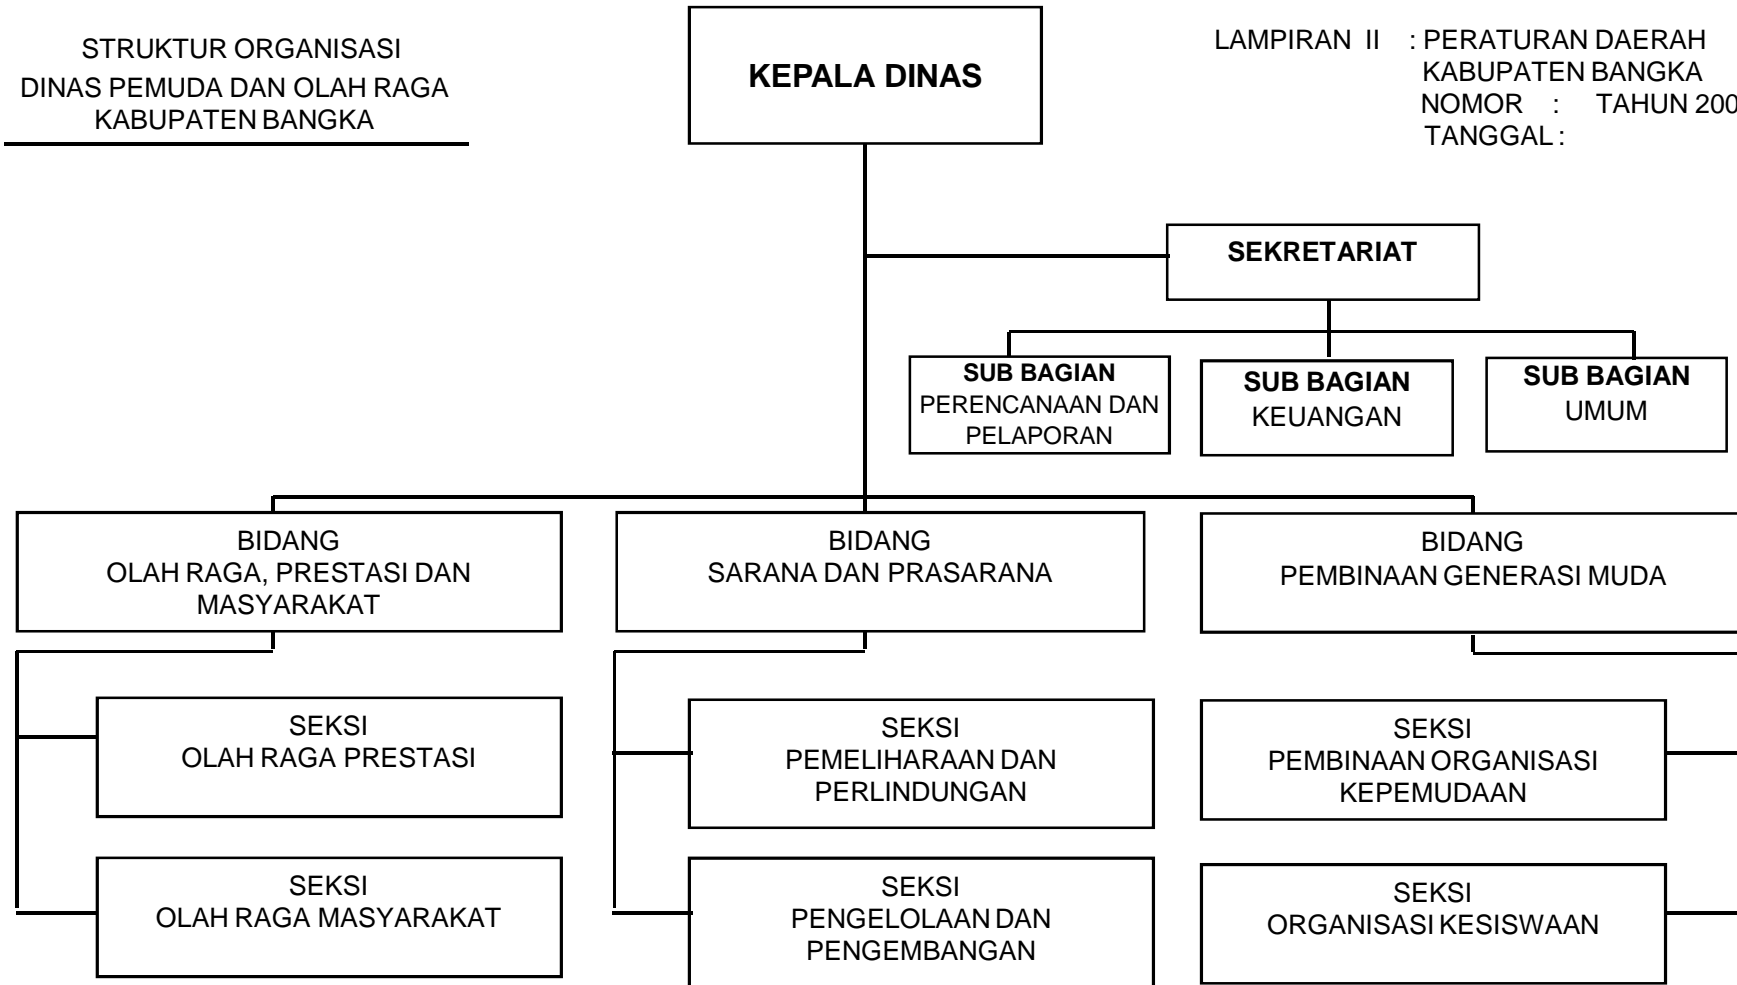 STRUKTUR ORGANISASI
DINAS PEMUDA DAN OLAH RAGA
KABUPATEN BANGKA
KEPALA DINAS
LAMPIRAN II : PERATURAN DAERAH
KABUPATEN BANGKA
NOMOR : TAHUN 200
TANGGAL :
SEKRETARIAT
SUB BAGIAN
PERENCANAAN DAN
PELAPORAN
SUB BAGIAN
KEUANGAN
SUB BAGIAN
UMUM
BIDANG
OLAH RAGA, PRESTASI DAN
MASYARAKAT
BIDANG
SARANA DAN PRASARANA
BIDANG
PEMBINAAN GENERASI MUDA
SEKSI
OLAH RAGA PRESTASI
SEKSI
PEMELIHARAAN DAN
PERLINDUNGAN
SEKSI
PEMBINAAN ORGANISASI
KEPEMUDAAN
SEKSI
OLAH RAGA MASYARAKAT
SEKSI
PENGELOLAAN DAN
PENGEMBANGAN
SEKSI
ORGANISASI KESISWAAN